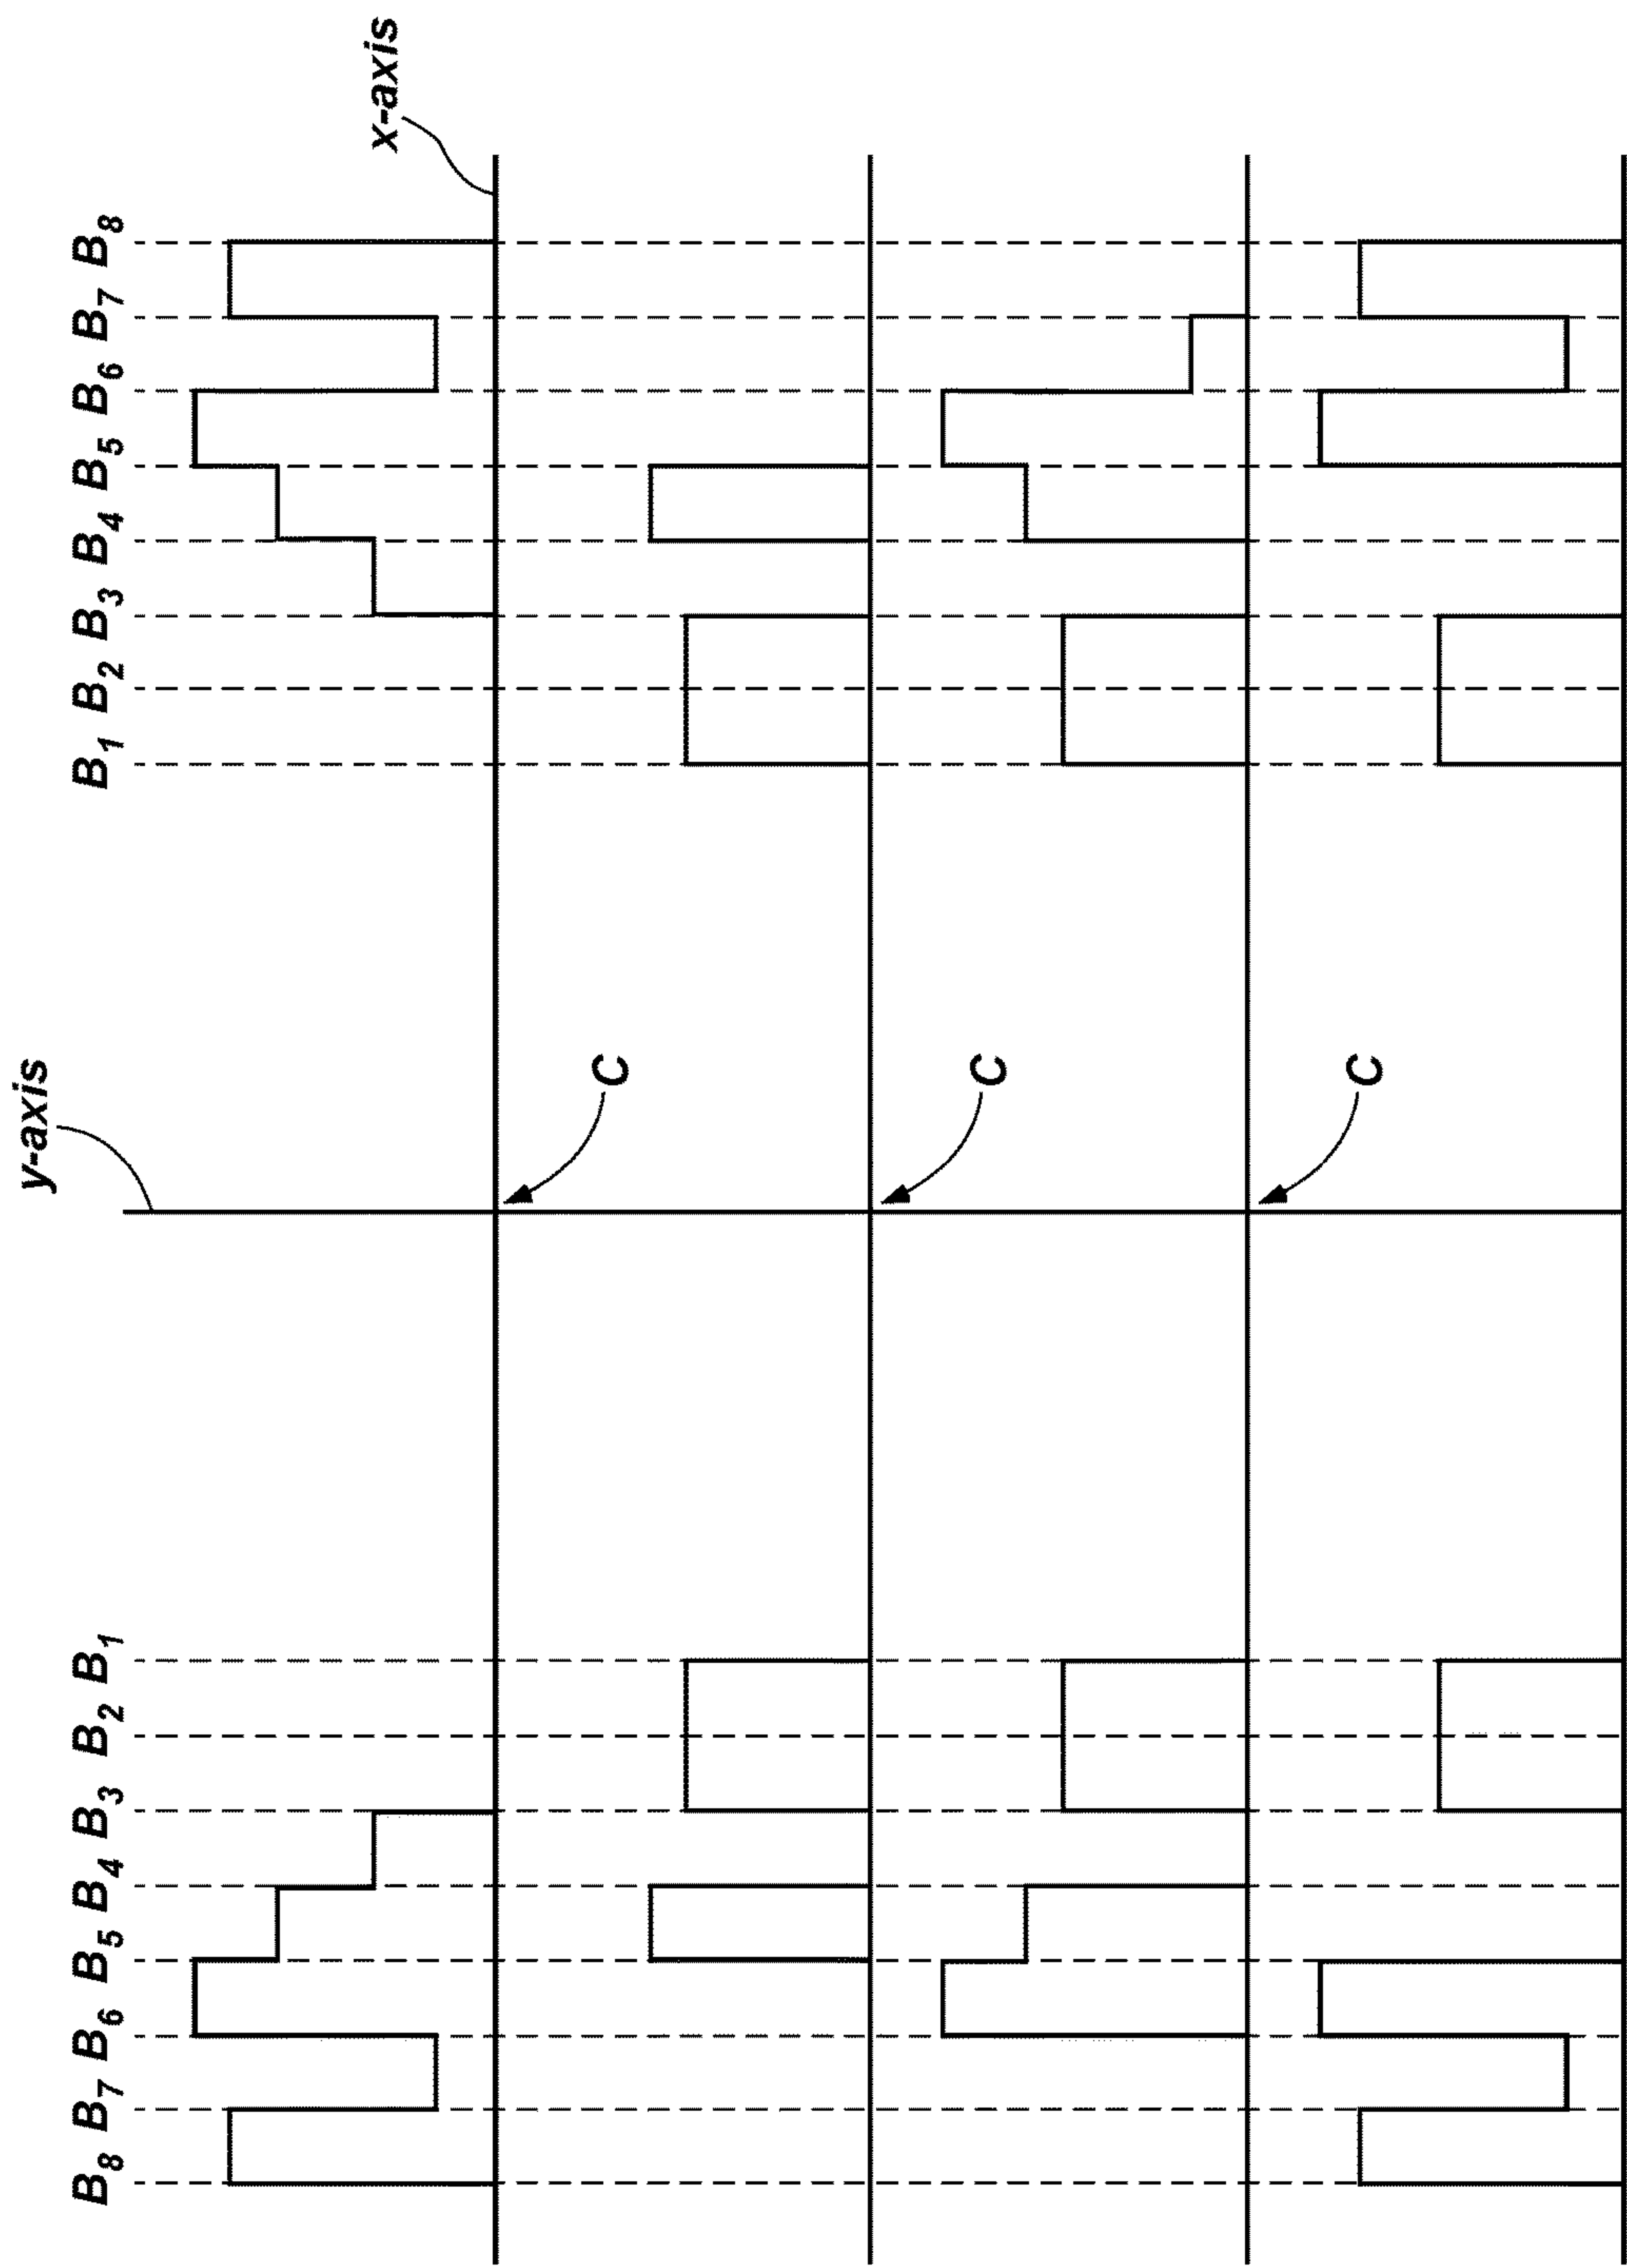 y-axis
x-axis
B8 B7 B6 B5 B4 B3 B2 B1 B1 B2 B3 B4 B5 B6 B7 B8
C
C
C